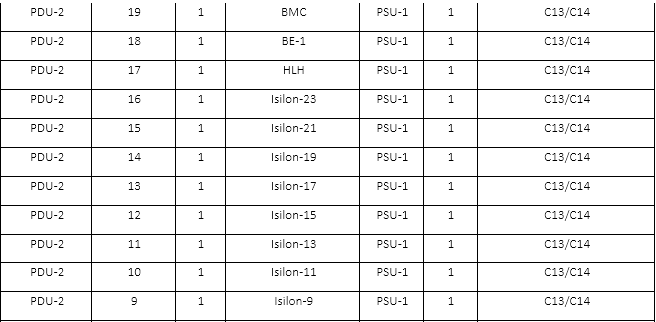 PDU-2 19 1 BMC PSU-1 1 C13/C14
PDU-2 18 1 BE-1 PSU-1 1 C13/C14
PDU-2 17 1 HLH PSU-1 1 C13/C14
PDU-2 16 1 Isilon-23 PSU-1 1 C13/C14
PDU-2 15 1 Isilon-21 PSU-1 1 C13/C14
PDU-2 14 1 Isilon-19 PSU-1 1 C13/C14
PDU-2 13 1 Isilon-17 PSU-1 1 C13/C14
PDU-2 12 1 Isilon-15 PSU-1 1 C13/C14
PDU-2 11 1 Isilon-13 PSU-1 1 C13/C14
PDU-2 10 1 Isilon-11 PSU-1 1 C13/C14
PDU-2 9 1 Isilon-9 PSU-1 1 C13/C14